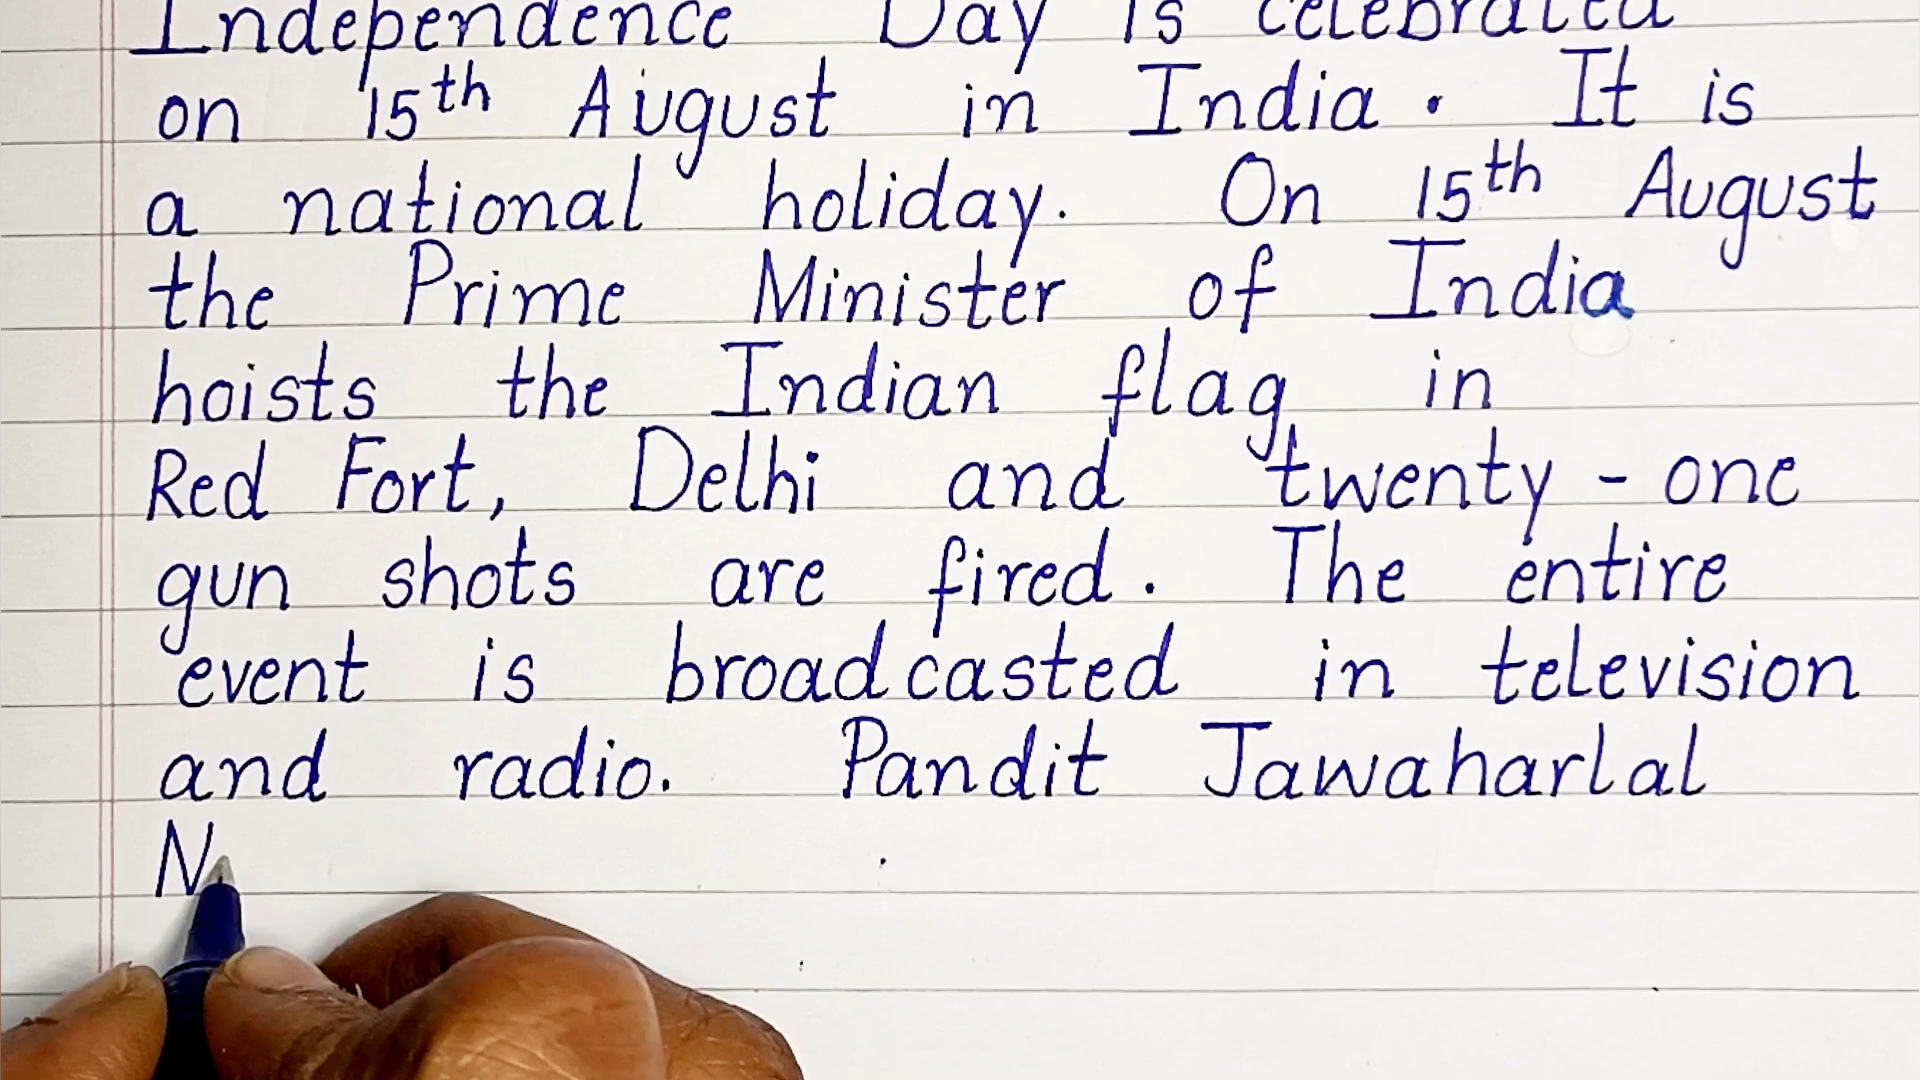 Independence Day is celebrated
on 15th August in India. It is
a national holiday. On 15th August
the Prime Minister of India
hoists the Indian flag in
Red Fort, Delhi and twenty-one
gun shots are fired. The entire
event is broadcasted in television
and radio. Pandit Jawaharlal
N